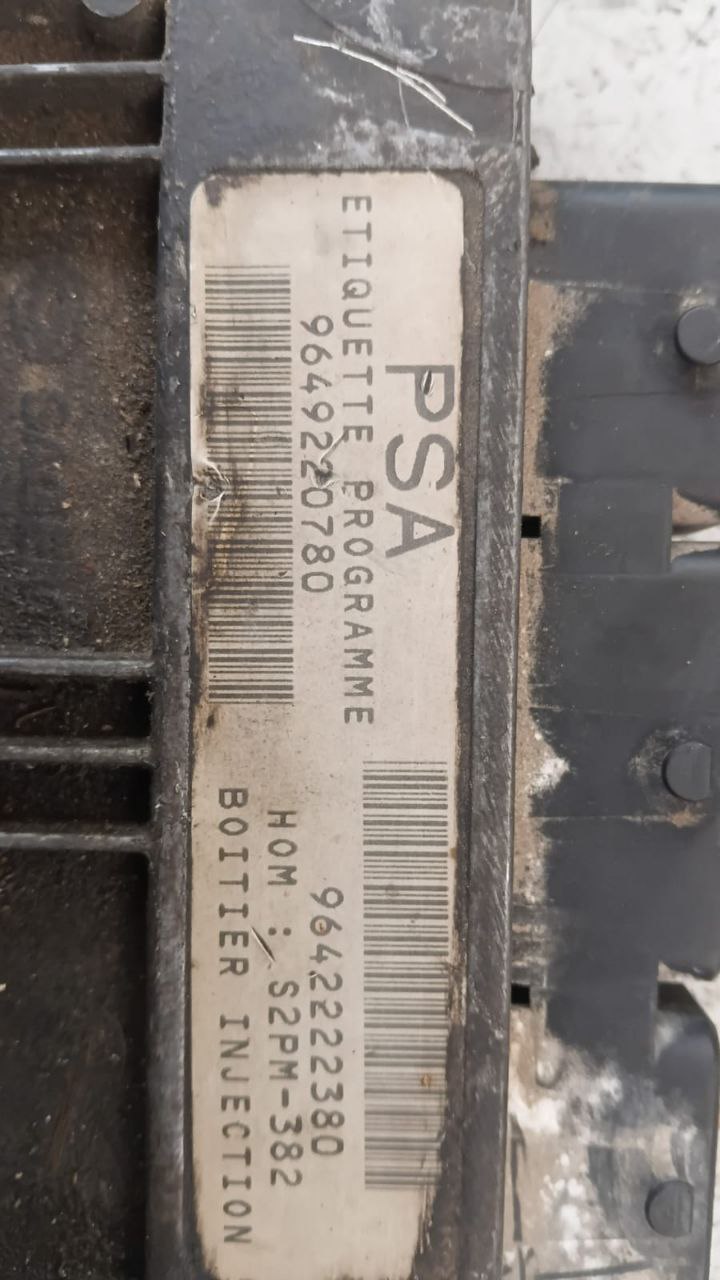 PSA
ETIQUETTE PROGRAMME
9649220780
9642222380
HOM : S2PM-382
BOITIER INJECTION